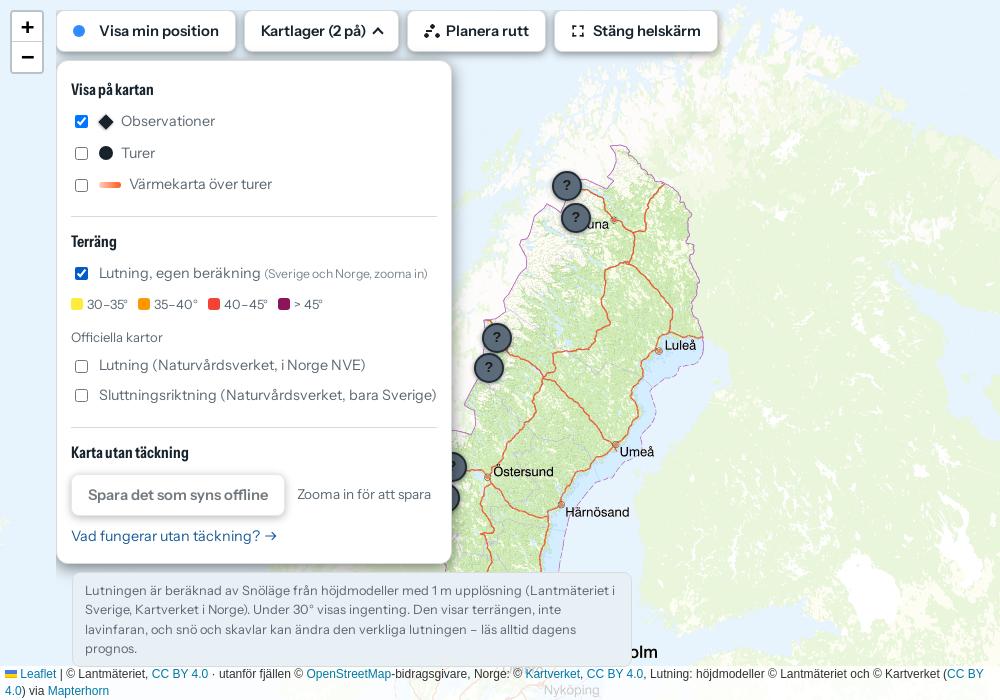 +
−
Visa min position
Kartlager (2 på)
Planera rutt
Stäng helskärm
Visa på kartan
Observationer
Turer
Värmekarta över turer
Terräng
Lutning, egen beräkning (Sverige och Norge, zooma in)
30–35° 35–40° 40–45° > 45°
Officiella kartor
Lutning (Naturvårdsverket, i Norge NVE)
Sluttningsriktning (Naturvårdsverket, bara Sverige)
Karta utan täckning
Spara det som syns offline
Zooma in för att spara
Vad fungerar utan täckning? →
?
?
una
?
?
Luleå
?
Östersund
Umeå
Härnösand
Lutningen är beräknad av Snöläge från höjdmodeller med 1 m upplösning (Lantmäteriet i
Sverige, Kartverket i Norge). Under 30° visas ingenting. Den visar terrängen, inte
lavinfaran, och snö och skavlar kan ändra den verkliga lutningen – läs alltid dagens
prognos.
olm
Leaflet | © Lantmäteriet, CC BY 4.0 · utanför fjällen © OpenStreetMap-bidragsgivare, Norge: © Kartverket, CC BY 4.0, Lutning: höjdmodeller © Lantmäteriet och © Kartverket (CC BY
4.0) via Mapterhorn
Nyköping